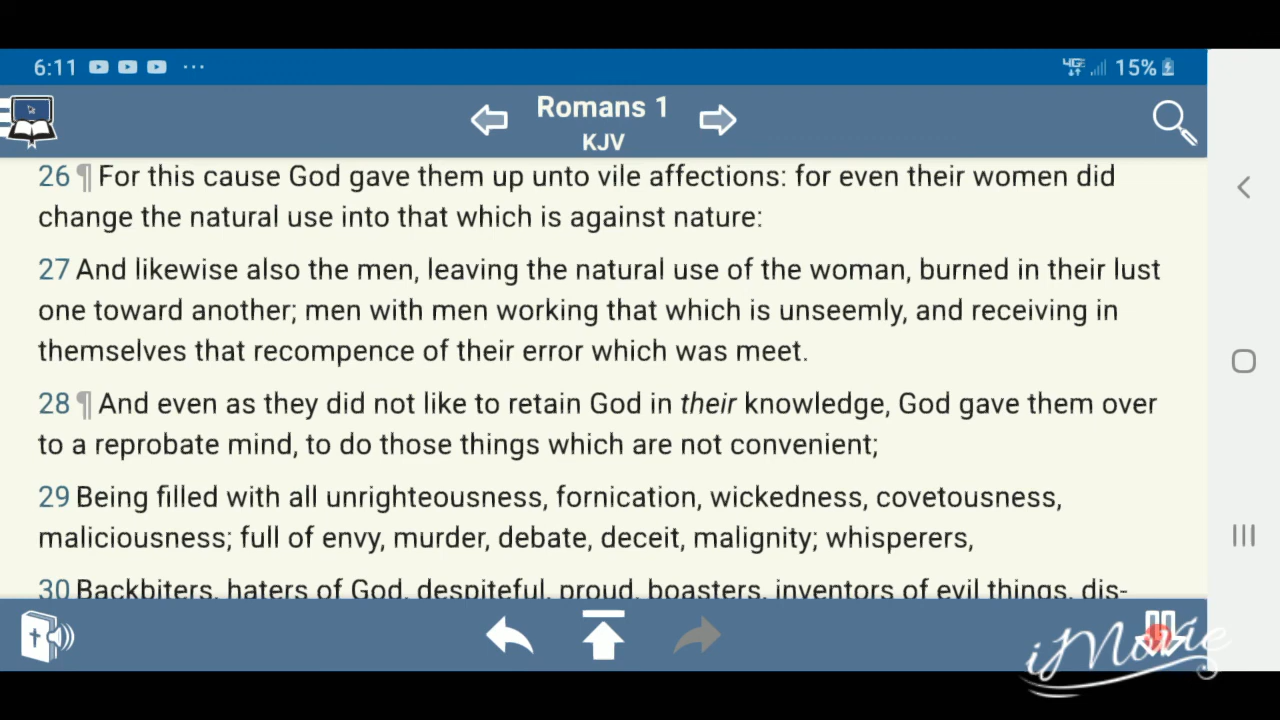 6:11 ... 4GE 15%
Romans 1
KJV
26 ¶ For this cause God gave them up unto vile affections: for even their women did
change the natural use into that which is against nature:
27 And likewise also the men, leaving the natural use of the woman, burned in their lust
one toward another; men with men working that which is unseemly, and receiving in
themselves that recompence of their error which was meet.
28 ¶ And even as they did not like to retain God in their knowledge, God gave them over
to a reprobate mind, to do those things which are not convenient;
29 Being filled with all unrighteousness, fornication, wickedness, covetousness,
maliciousness; full of envy, murder, debate, deceit, malignity; whisperers,
30 Backbiters, haters of God, despiteful, proud, boasters, inventors of evil things, dis-
iMovie